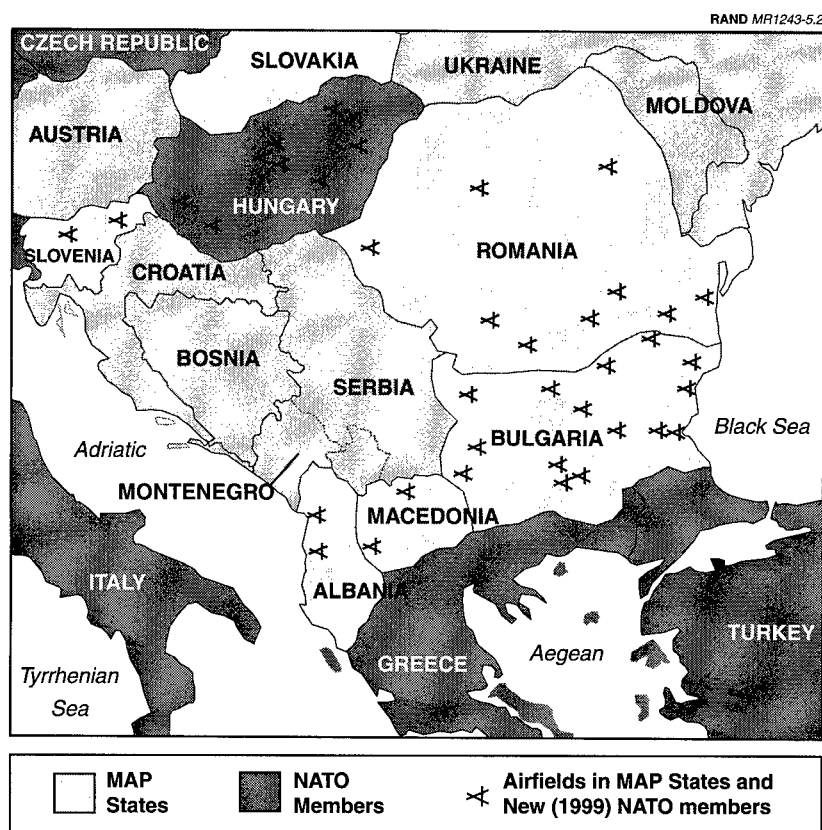 RAND MR1243-5.2
CZECH REPUBLIC
SLOVAKIA
UKRAINE
MOLDOVA
AUSTRIA
HUNGARY
SLOVENIA
ROMANIA
CROATIA
BOSNIA
SERBIA
Adriatic
BULGARIA
Black Sea
MONTENEGRO
MACEDONIA
ITALY
ALBANIA
TURKEY
GREECE
Aegean
Tyrrhenian
Sea
MAP
States
NATO
Members
Airfields in MAP States and
New (1999) NATO members